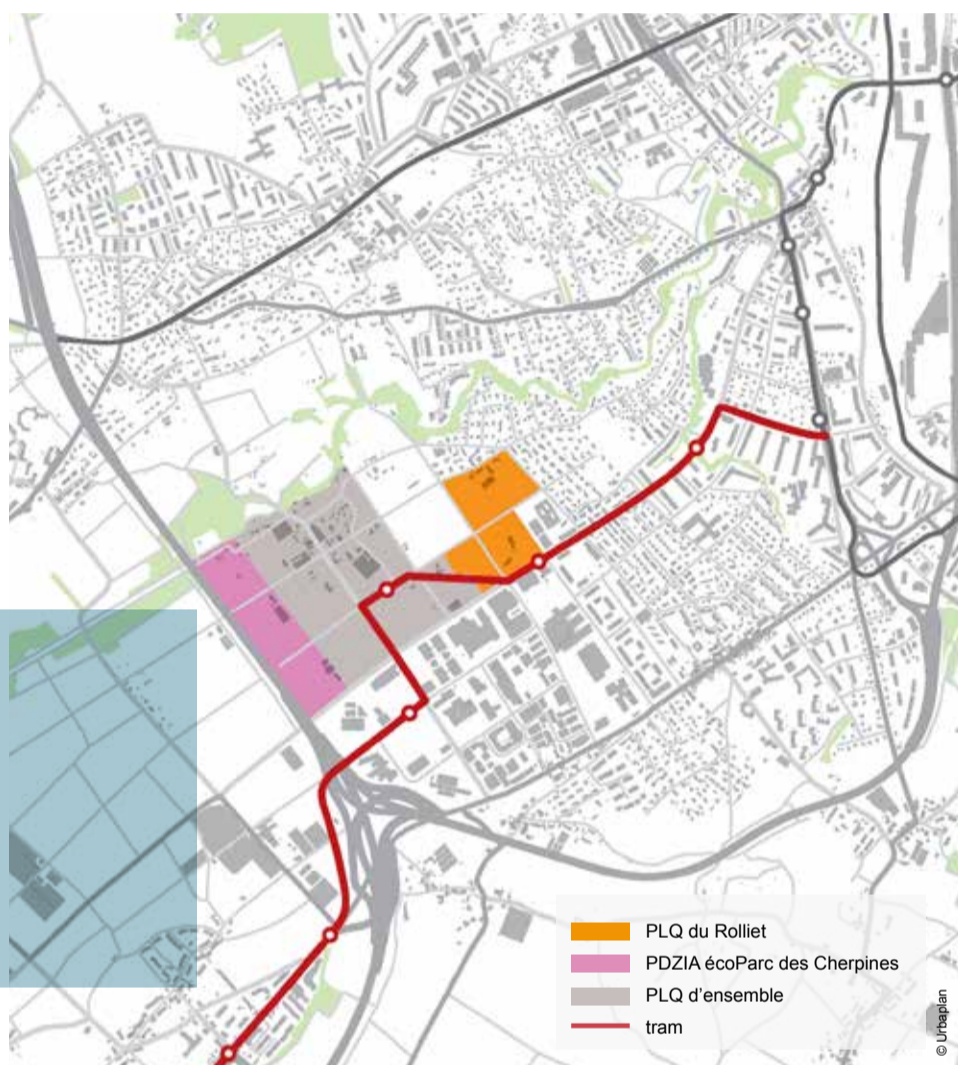 PLQ du Rolliet
PDZIA écoParc des Cherpines
PLQ d'ensemble
tram
© Urbaplan